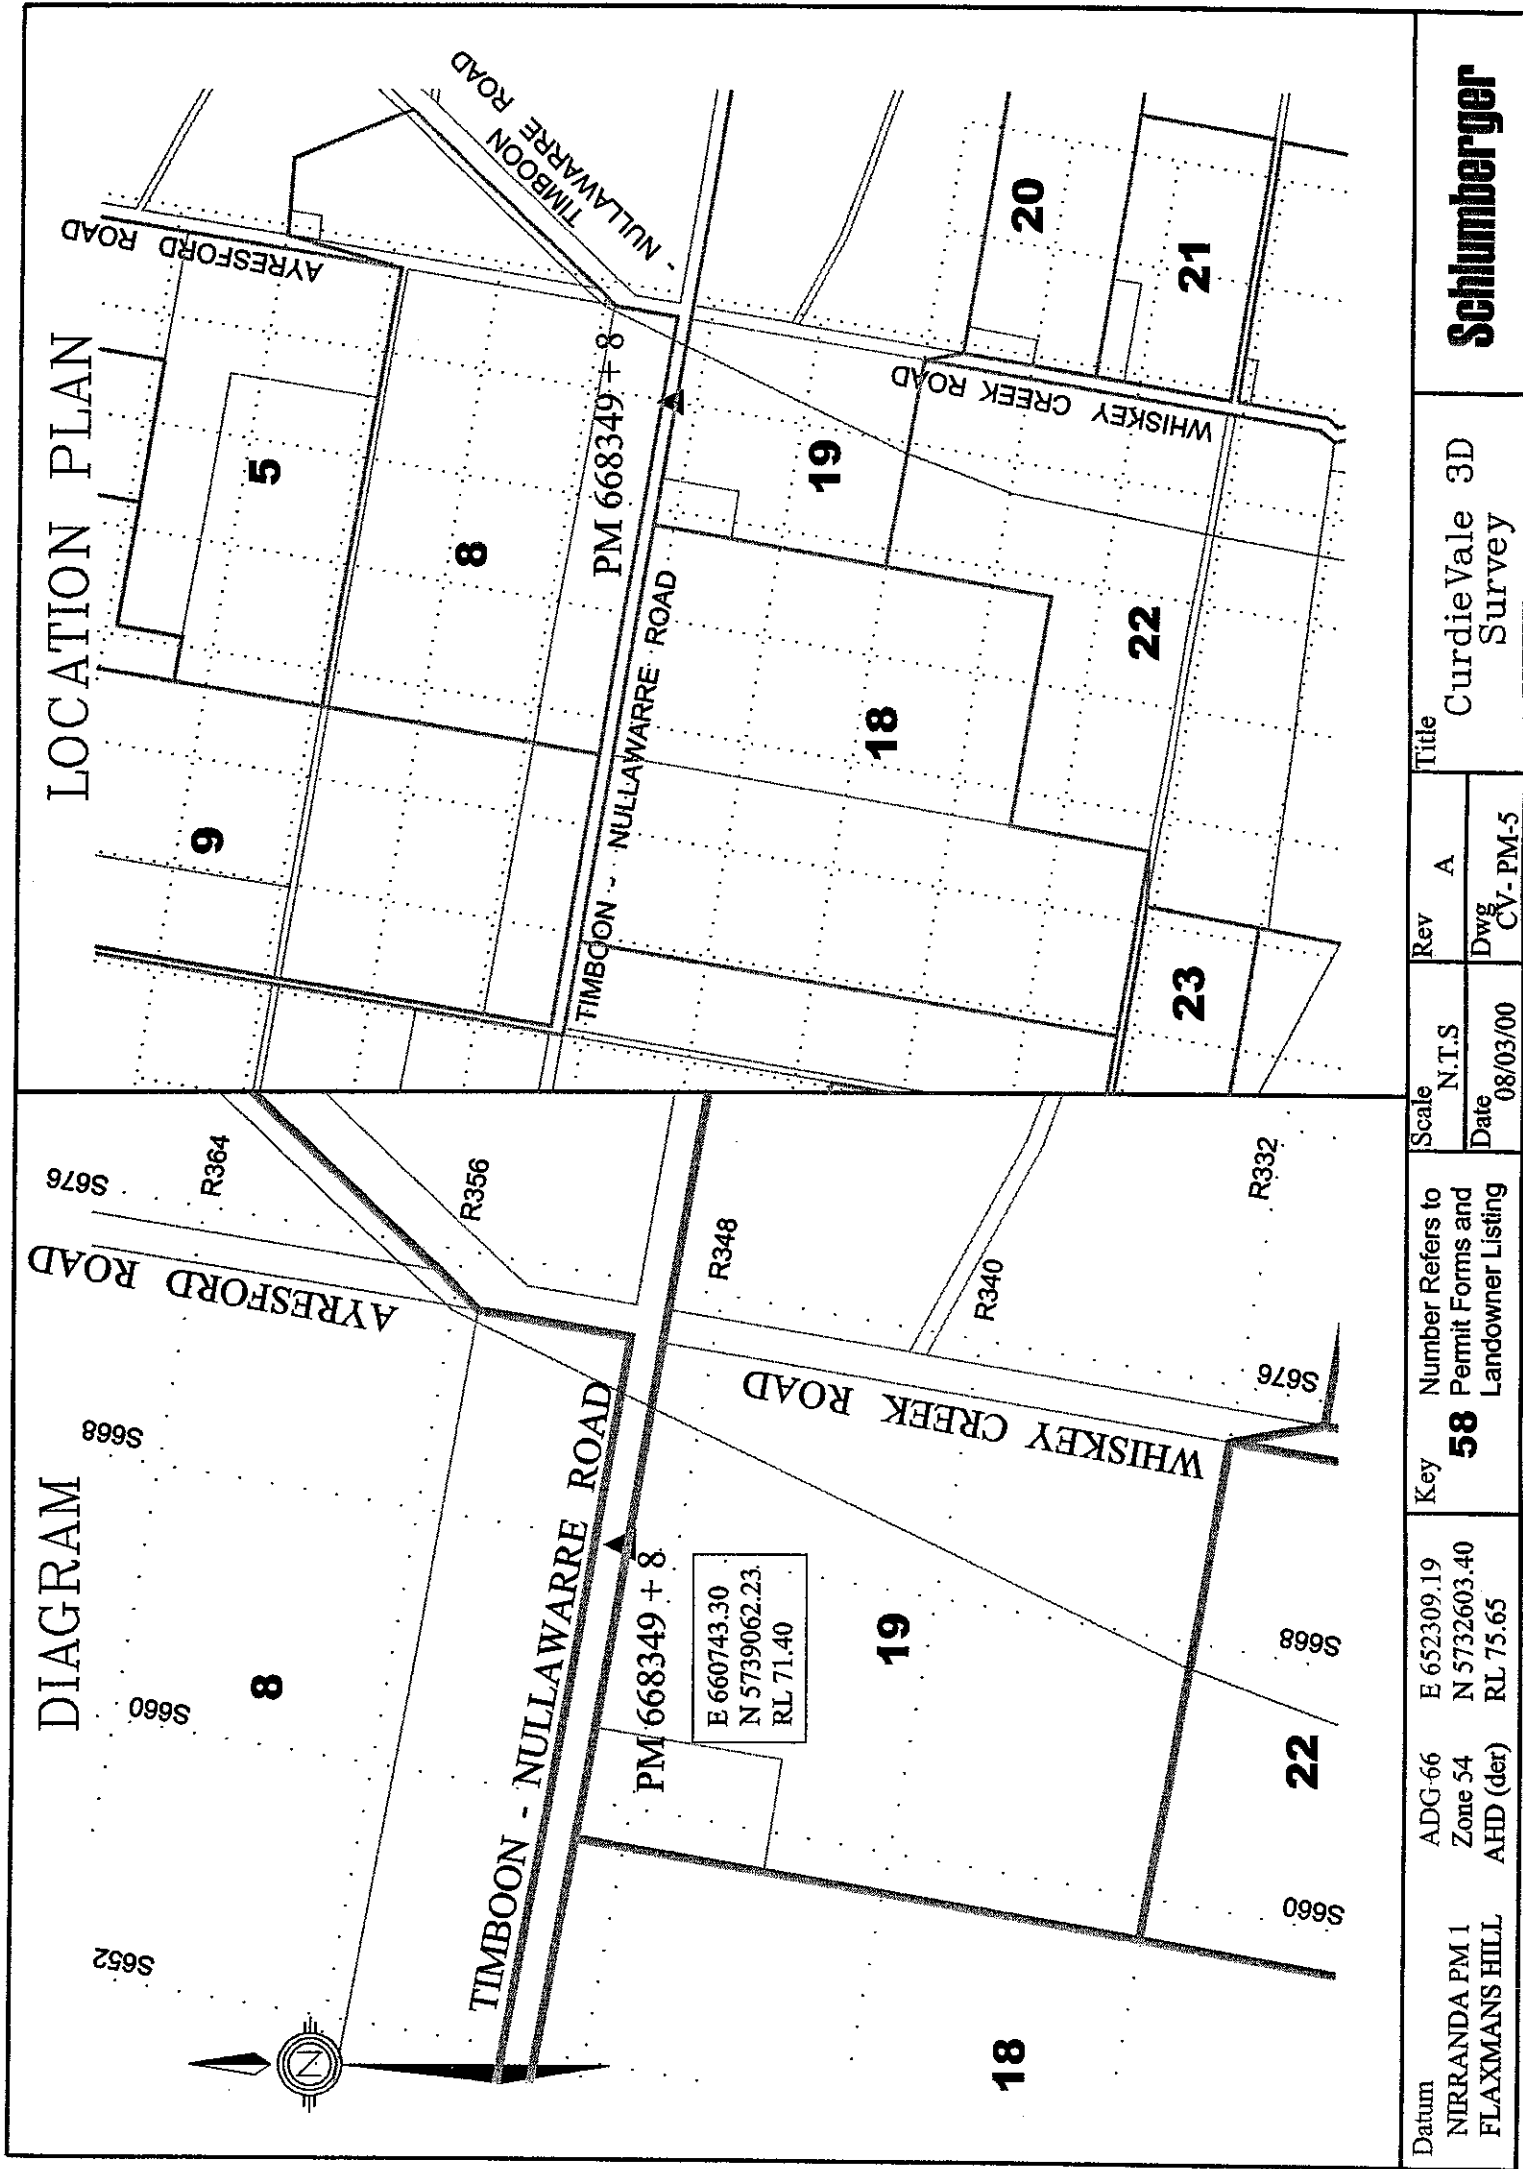 DIAGRAM
S676
R364
AYRESFORD ROAD
S668
8
S660
S652
R356
R348
TIMBOON - NULLAWARRE ROAD
PM 668349 + 8
E 660743.30
N 5739062.23
RL 71.40
R340
WHISKEY CREEK ROAD
19
R332
S676
S668
22
S660
18
N
LOCATION PLAN
AYRESFORD ROAD
5
9
8
TIMBOON
- NULLAWARRE ROAD
PM 668349 + 8
TIMBOON - NULLAWARRE ROAD
19
20
WHISKEY CREEK ROAD
18
21
22
23
Datum
NIRRANDA PM 1
FLAXMANS HILL
ADG 66
Zone 54
AHD (der)
E 652309.19
N 5732603.40
RL 75.65
Key
58
Number Refers to
Permit Forms and
Landowner Listing
Scale
N.T.S
Date
08/03/00
Rev
A
Dwg
CV- PM-5
Title
CurdieVale 3D
Survey
Schlumberger